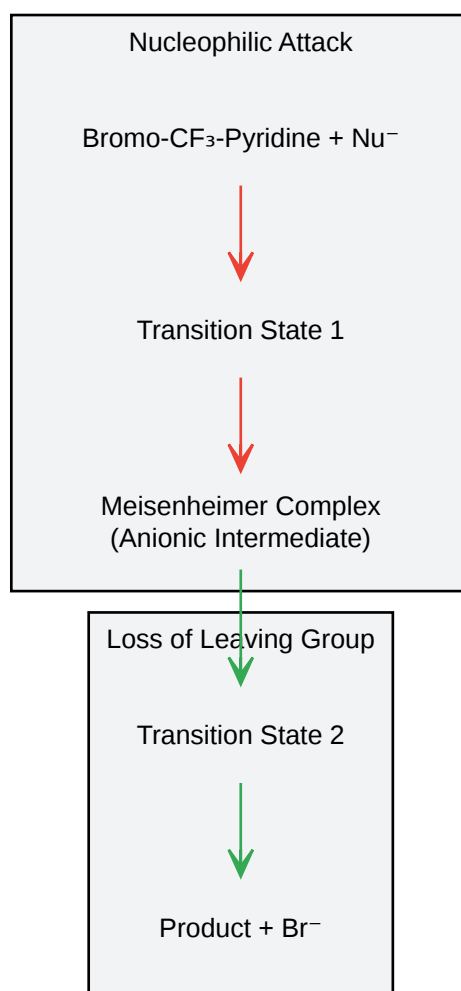 Nucleophilic Attack
Bromo-CF₃-Pyridine + Nu⁻
Transition State 1
Meisenheimer Complex
(Anionic Intermediate)
Loss of Leaving Group
Transition State 2
Product + Br⁻